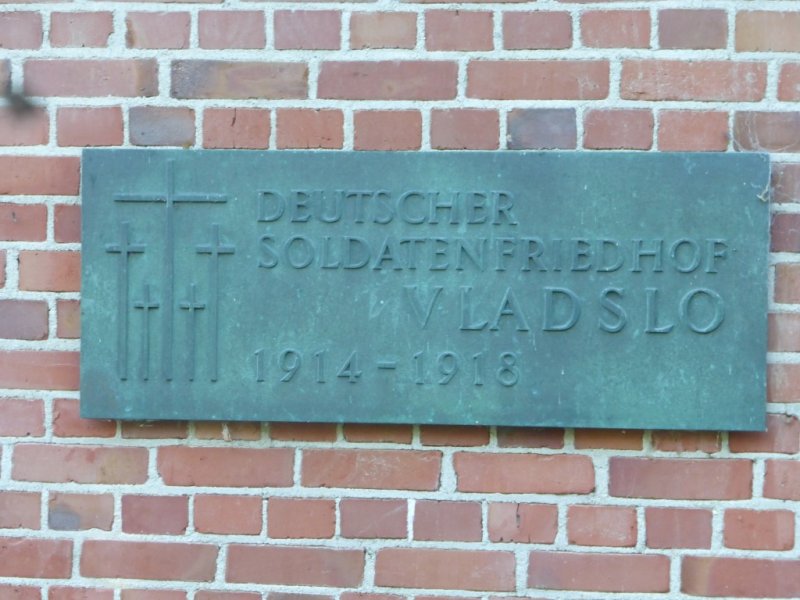 DEUTSCHER
SOLDATENFRIEDHOF
VLADSLO
1914-1918